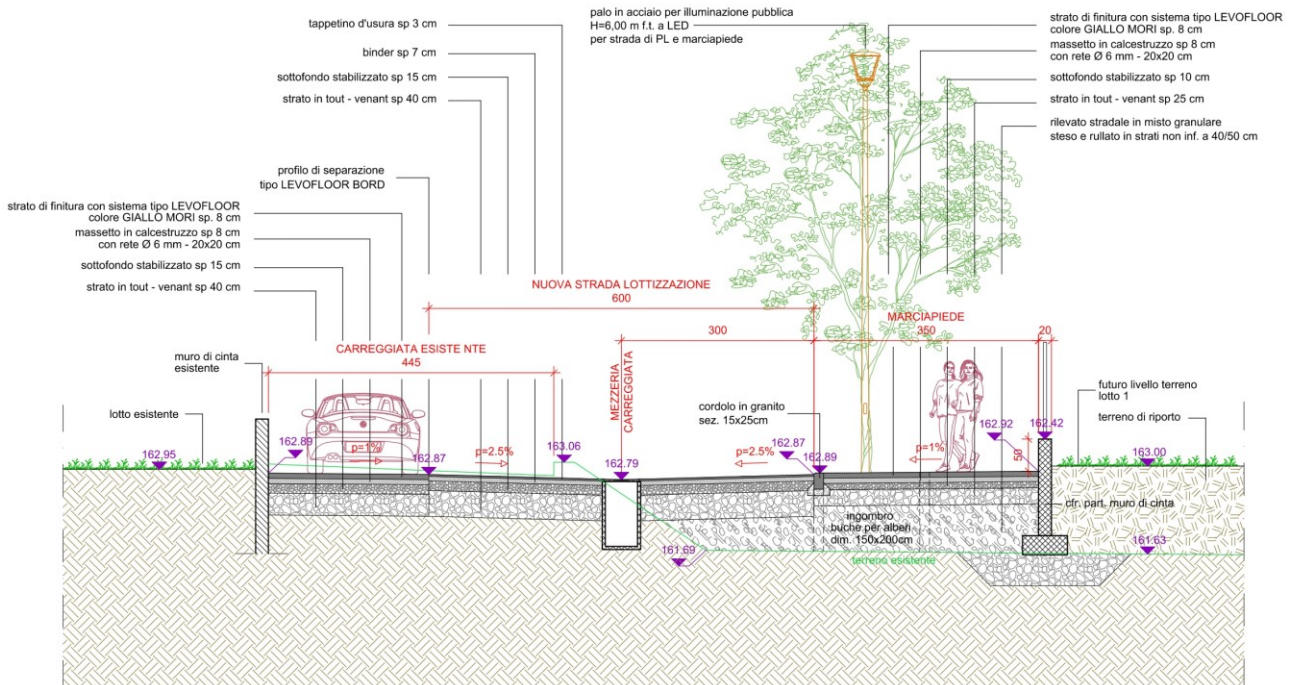 tappetino d'usura sp 3 cm
binder sp 7 cm
sottofondo stabilizzato sp 15 cm
strato in tout - venant sp 40 cm
palo in acciaio per illuminazione pubblica
H=6,00 m f.t. a LED
per strada di PL e marciapiede
strato di finitura con sistema tipo LEVOFLOOR
colore GIALLO MORI sp. 8 cm
massetto in calcestruzzo sp 8 cm
con rete Ø 6 mm - 20x20 cm
sottofondo stabilizzato sp 10 cm
strato in tout - venant sp 25 cm
rilevato stradale in misto granulare
steso e rullato in strati non inf. a 40/50 cm
profilo di separazione
tipo LEVOFLOOR BORD
strato di finitura con sistema tipo LEVOFLOOR
colore GIALLO MORI sp. 8 cm
massetto in calcestruzzo sp 8 cm
con rete Ø 6 mm - 20x20 cm
sottofondo stabilizzato sp 15 cm
strato in tout - venant sp 40 cm
NUOVA STRADA LOTTIZZAZIONE
600
300
MARCIAPIEDE
350
20
CARREGGIATA ESISTE NTE
445
MEZZERIA
CARREGGIATA
muro di cinta
esistente
lotto esistente
cordolo in granito
sez. 15x25cm
futuro livello terreno
lotto 1
terreno di riporto
162.95
162.89
p=1%
162.87
p=2.5%
163.06
162.79
p=2.5%
162.87
162.89
p=1%
162.92
162.42
50
163.00
cfr. part. muro di cinta
ingombro
buche per alberi
dim. 150x200cm
161.69
terreno esistente
161.63